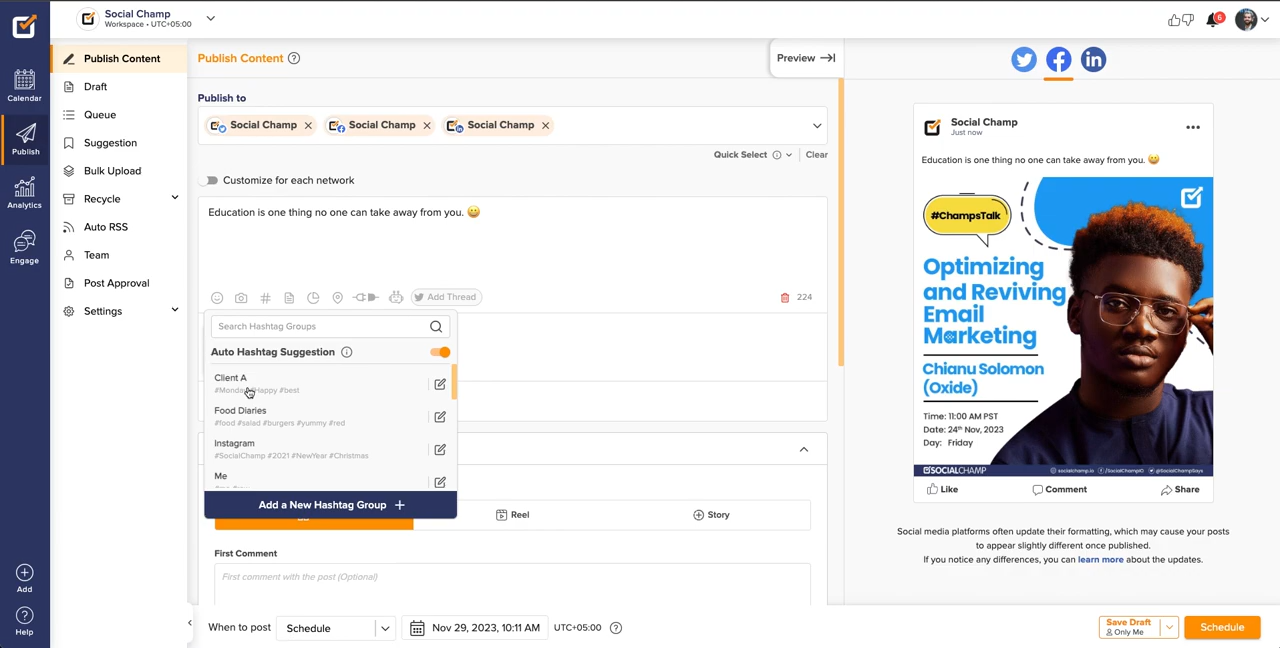 Social Champ
Workspace • UTC+05:00
6
Calendar
Publish
Analytics
Engage
Add
Help
Publish Content
Draft
Queue
Suggestion
Bulk Upload
Recycle
Auto RSS
Team
Post Approval
Settings
Publish Content
Preview
Publish to
Social Champ
Social Champ
Social Champ
Quick Select
Clear
Customize for each network
Education is one thing no one can take away from you. 😀
Add Thread
224
Search Hashtag Groups
Auto Hashtag Suggestion
Client A
#Monday #Happy #best
Food Diaries
#food #salad #burgers #yummy #red
Instagram
#SocialChamp #2021 #NewYear #Christmas
Me
Add a New Hashtag Group +
Reel
Story
First Comment
First comment with the post (Optional)
When to post
Schedule
Nov 29, 2023, 10:11 AM
UTC+05:00
Save Draft
Only Me
Schedule
Social Champ
Just now
Education is one thing no one can take away from you. 😀
#ChampsTalk
Optimizing
and Reviving
Email
Marketing
Chianu Solomon
(Oxide)
Time: 11:00 AM PST
Date: 24th Nov, 2023
Day: Friday
SOCIALCHAMP
socialchamp.io
/SocialChampIO
@SocialChampSays
Like
Comment
Share
Social media platforms often update their formatting, which may cause your posts
to appear slightly different once published.
If you notice any differences, you can learn more about the updates.